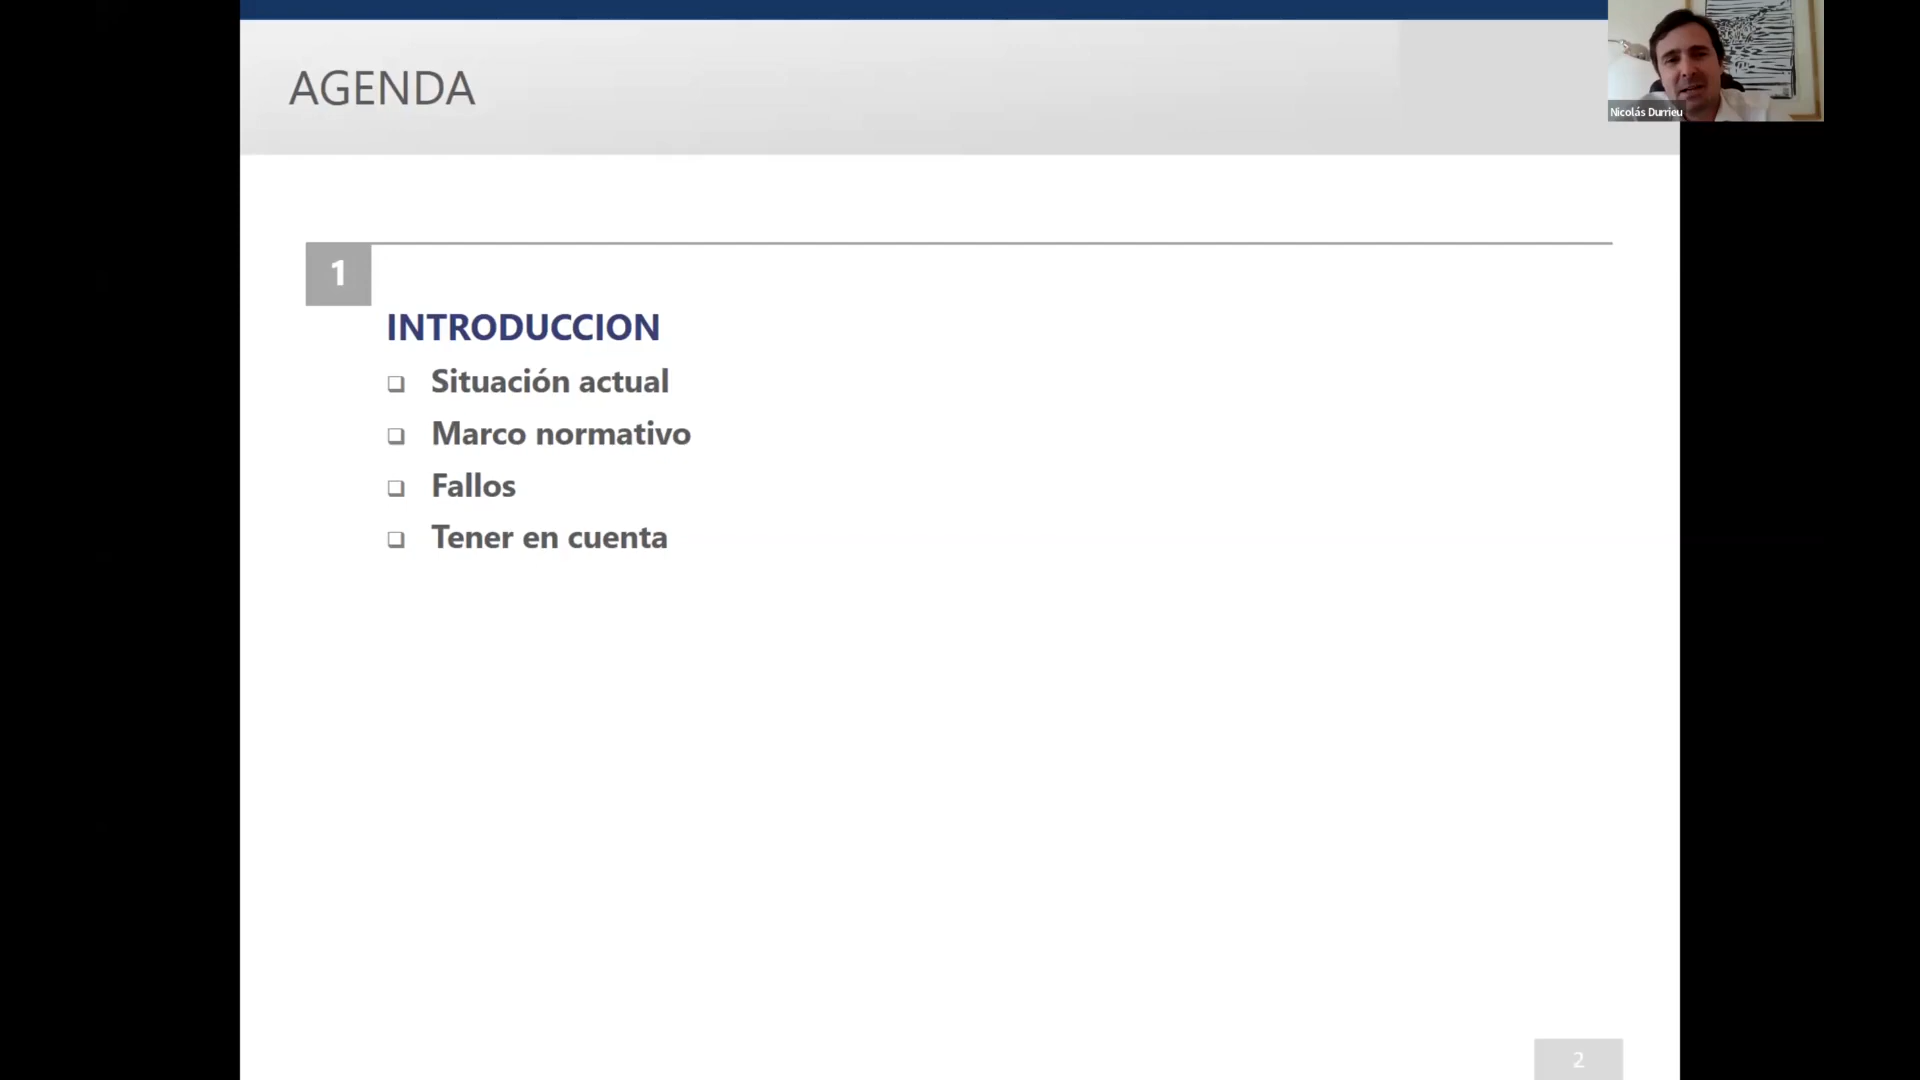 AGENDA
Nicolás Durrieu
1
INTRODUCCION
❑ Situación actual
❑ Marco normativo
❑ Fallos
❑ Tener en cuenta
2